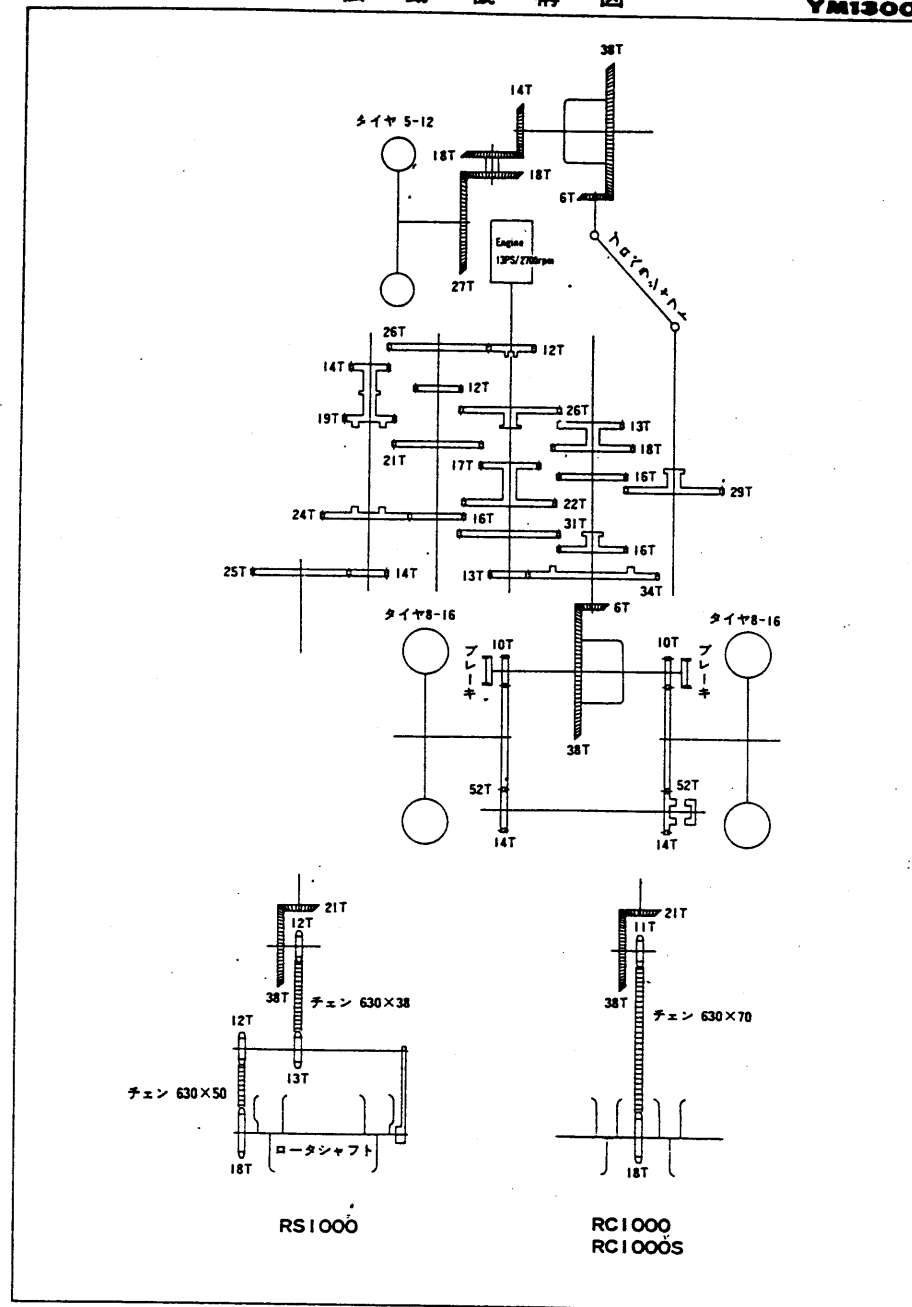 図
YM1300
38T
14T
タイヤ 5-12
18T
18T
6T
Engine
13PS/2700rpm
27T
26T
12T
14T
12T
26T
19T
13T
18T
21T
17T
16T
29T
22T
24T
16T
31T
16T
25T
14T
13T
34T
6T
タイヤ8-16
タイヤ8-16
ブレーキ
10T
10T
ブレーキ
38T
52T
52T
14T
14T
21T
12T
38T
チェン 630×38
12T
13T
チェン 630×50
ロータシャフト
18T
RS1000
21T
11T
38T
チェン 630×70
18T
RC1000
RC1000S